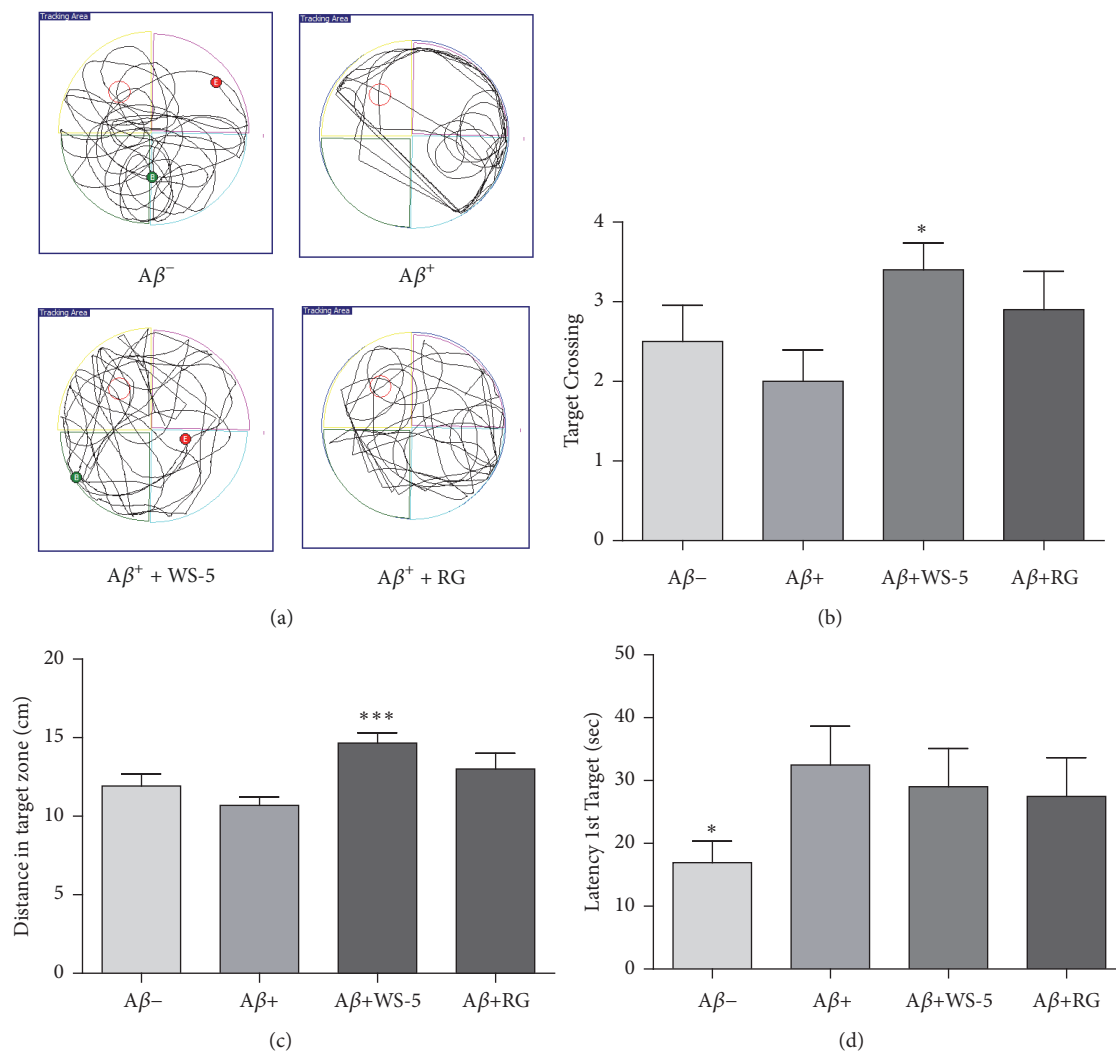 Tracking Area
Tracking Area
E
B
Aβ⁻
Aβ⁺
Tracking Area
Tracking Area
E
B
Aβ⁺ + WS-5
Aβ⁺ + RG
(a)
Target Crossing
4
3
2
1
0
*
Aβ−
Aβ+
Aβ+WS-5
Aβ+RG
(b)
Distance in target zone (cm)
20
15
10
5
0
***
Aβ−
Aβ+
Aβ+WS-5
Aβ+RG
(c)
Latency 1st Target (sec)
50
40
30
20
10
0
*
Aβ−
Aβ+
Aβ+WS-5
Aβ+RG
(d)